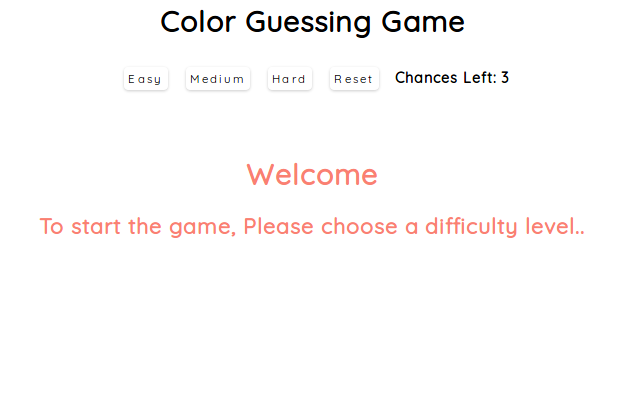 Color Guessing Game
Easy Medium Hard Reset Chances Left: 3
Welcome
To start the game, Please choose a difficulty level..